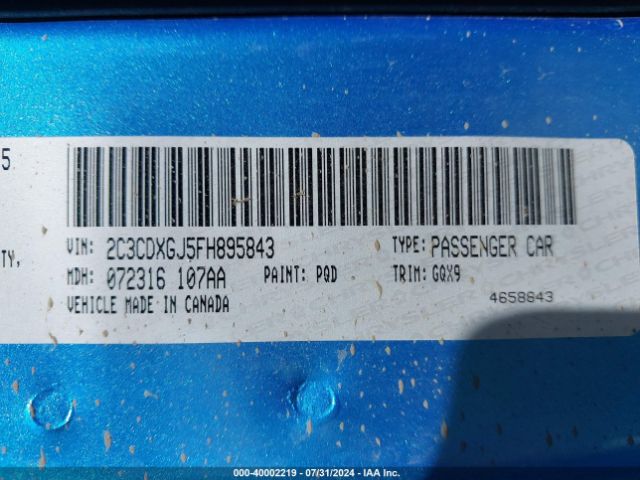 5
VIN: 2C3CDXGJ5FH895843 TYPE: PASSENGER CAR
TY,
MDH: 072316 107AA PAINT: PQD TRIM: GQX9
VEHICLE MADE IN CANADA 4658643
000-40002219 - 07/31/2024 - IAA Inc.